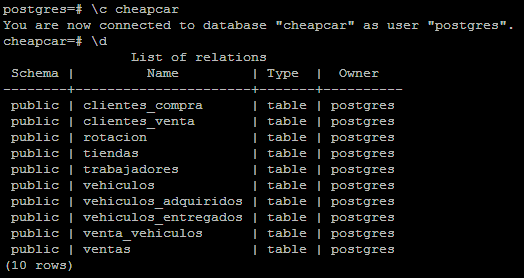 postgres=# \c cheapcar
You are now connected to database "cheapcar" as user "postgres".
cheapcar=# \d
                List of relations
 Schema |         Name         | Type  |  Owner
--------+----------------------+-------+----------
 public | clientes_compra      | table | postgres
 public | clientes_venta       | table | postgres
 public | rotacion             | table | postgres
 public | tiendas              | table | postgres
 public | trabajadores         | table | postgres
 public | vehiculos            | table | postgres
 public | vehiculos_adquiridos | table | postgres
 public | vehiculos_entregados | table | postgres
 public | venta_vehiculos      | table | postgres
 public | ventas               | table | postgres
(10 rows)